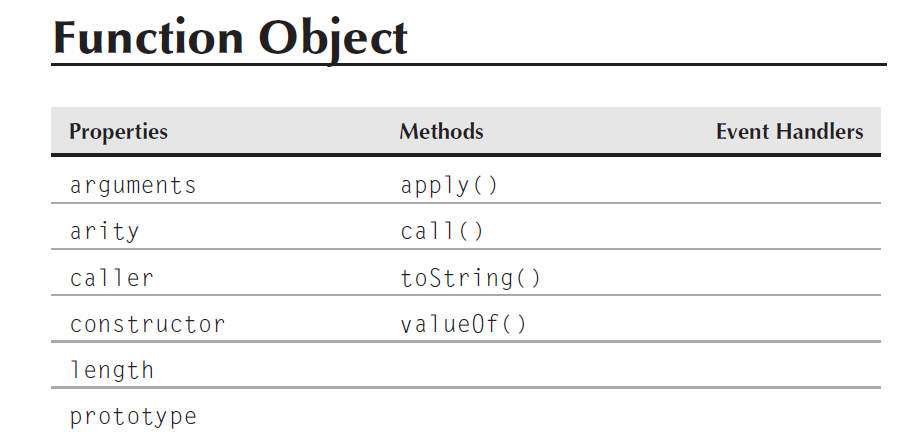 Function Object
Properties Methods Event Handlers
arguments apply()
arity call()
caller toString()
constructor valueOf()
length
prototype